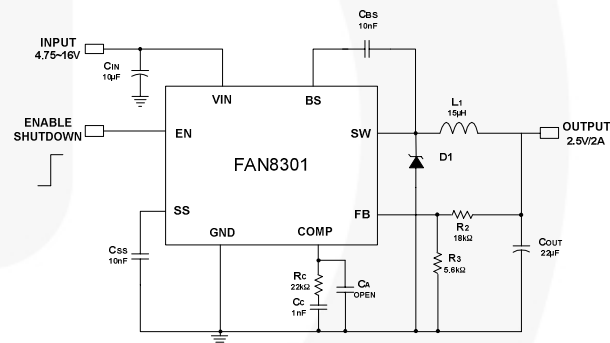 CBS
10nF
INPUT
4.75~16V
CIN
10µF
VIN
BS
L1
15µH
ENABLE
SHUTDOWN
EN
SW
OUTPUT
2.5V/2A
D1
FAN8301
SS
FB
GND
COMP
R2
18kΩ
CSS
10nF
RC
22kΩ
CA
OPEN
R3
5.6kΩ
COUT
22µF
CC
1nF